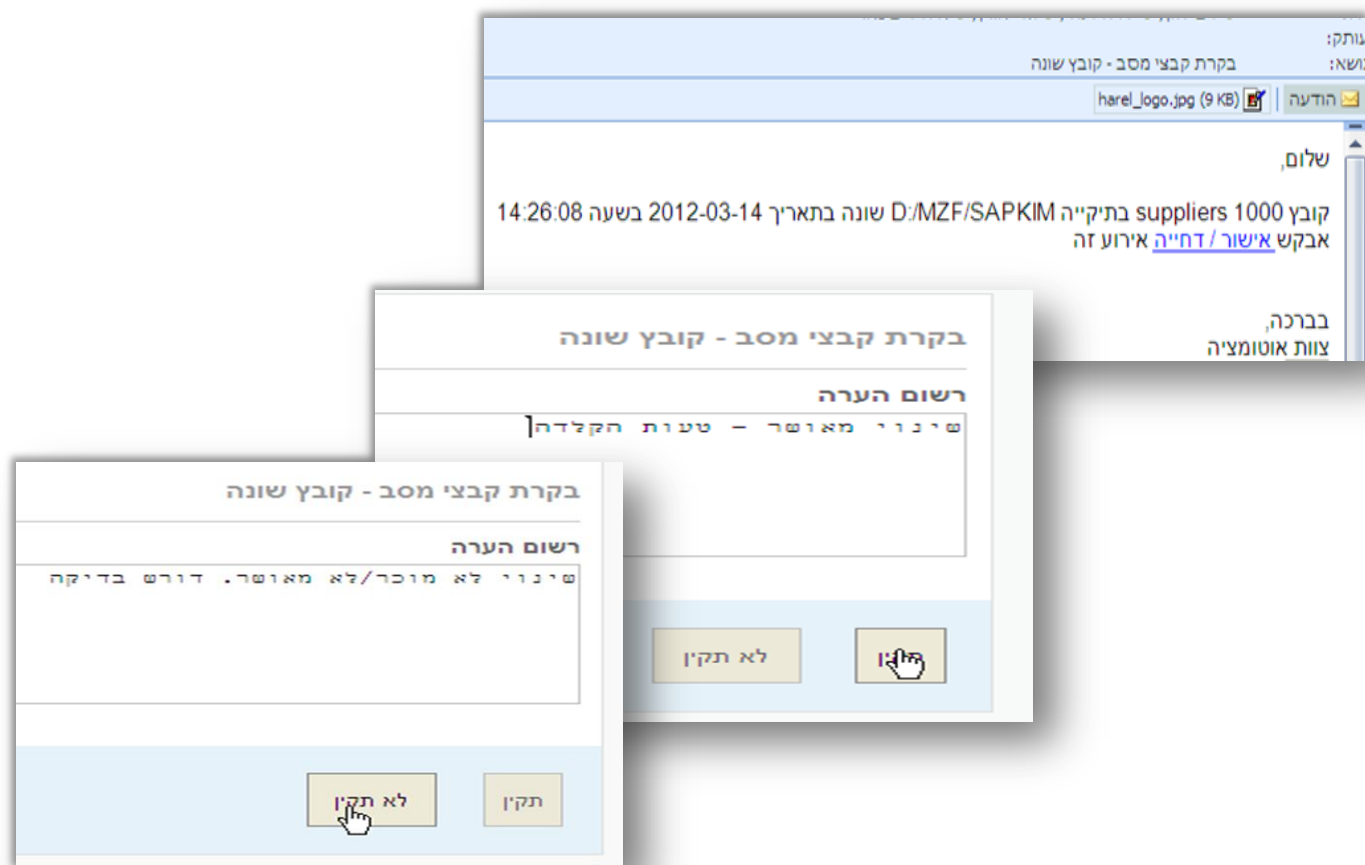 עותק:
נושא: בקרת קבצי מסב - קובץ שונה
הודעה harel_logo.jpg (9 KB)
שלום,
קובץ suppliers 1000 בתיקייה D:/MZF/SAPKIM שונה בתאריך 2012-03-14 בשעה 14:26:08
אבקש אישור / דחייה אירוע זה
בברכה,
צוות אוטומציה
בקרת קבצי מסב - קובץ שונה
רשום הערה
שינוי מאושר – טעות הקלדה
תקין לא תקין
בקרת קבצי מסב - קובץ שונה
רשום הערה
שינוי לא מוכר/לא מאושר. דורש בדיקה
תקין לא תקין